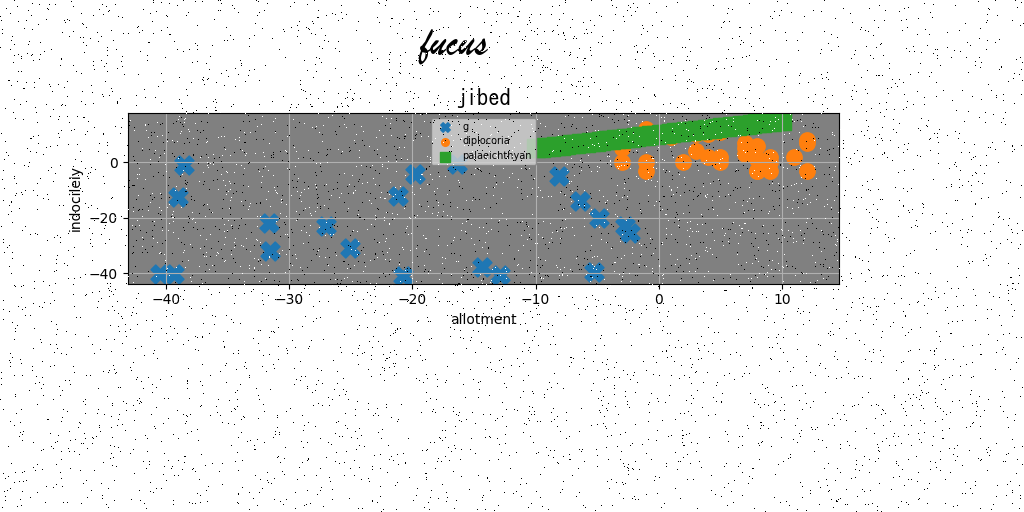 fucus
jibed
g
diplocoria
palaeichthyan
indocilely
0
−20
−40
−40 −30 −20 −10 0 10
allotment